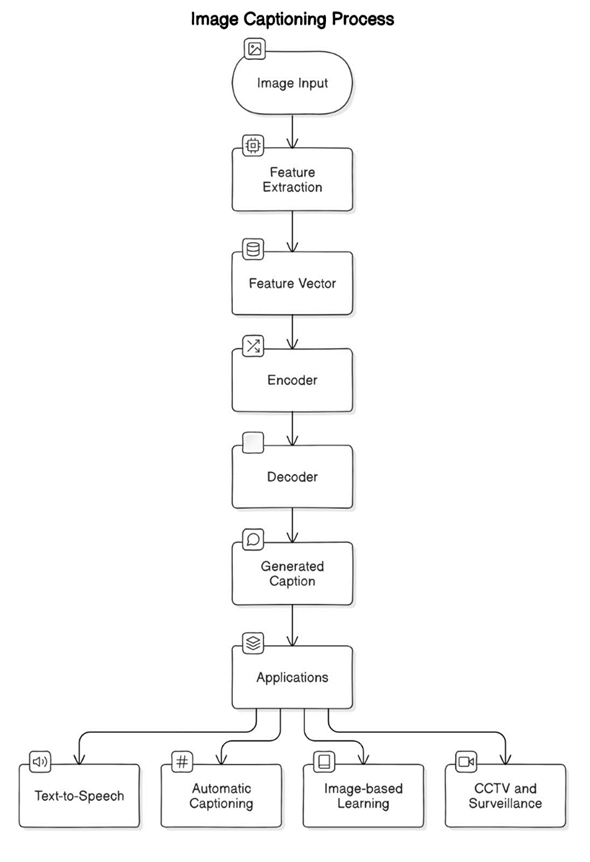 Image Captioning Process
Image Input
Feature
Extraction
Feature Vector
Encoder
Decoder
Generated
Caption
Applications
Text-to-Speech
Automatic
Captioning
Image-based
Learning
CCTV and
Surveillance